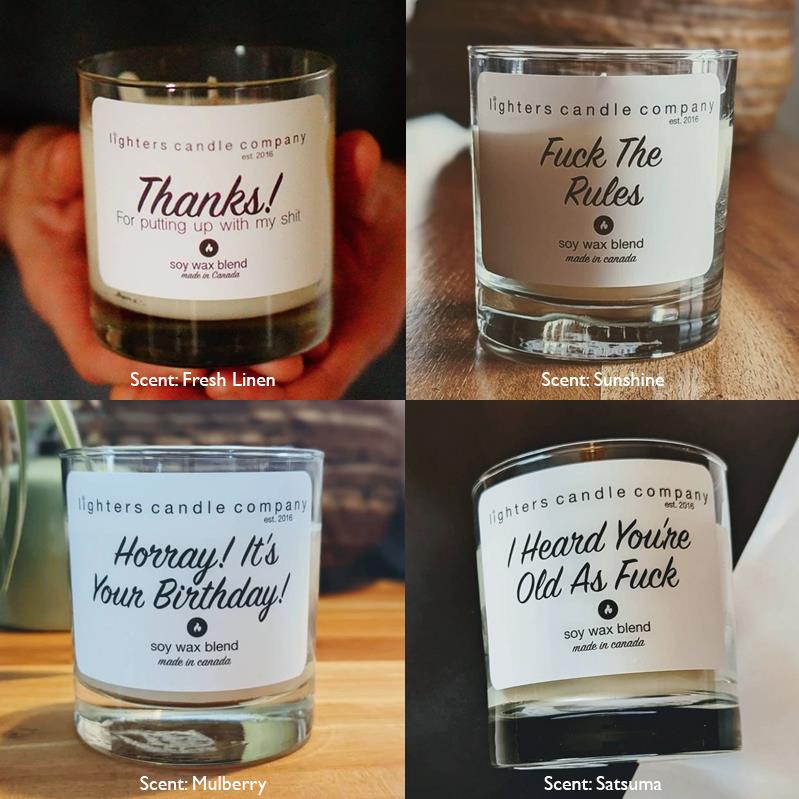 lighters candle company
est. 2016
Thanks!
For putting up with my shit
soy wax blend
made in Canada
Scent: Fresh Linen
lighters candle company
est. 2016
Fuck The
Rules
soy wax blend
made in canada
Scent: Sunshine
lighters candle company
est. 2016
Horray! It's
Your Birthday!
soy wax blend
made in canada
Scent: Mulberry
lighters candle company
est. 2016
I Heard You're
Old As Fuck
soy wax blend
made in canada
Scent: Satsuma